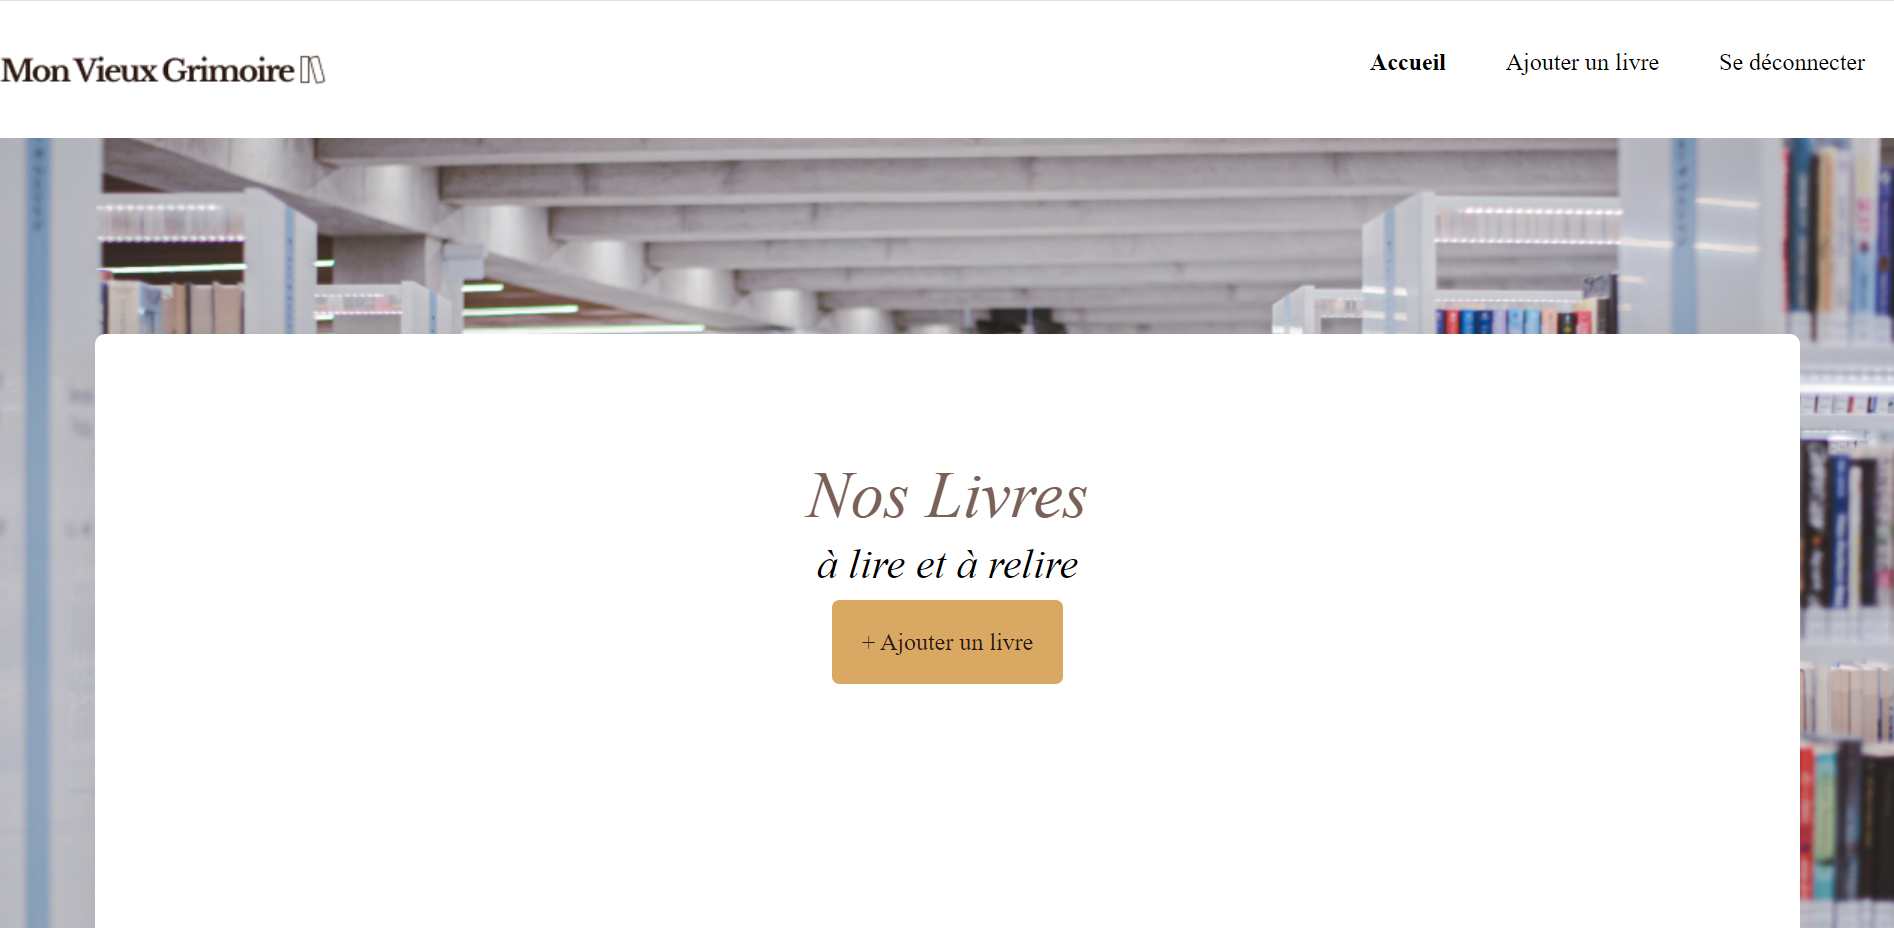 Mon Vieux Grimoire
Accueil Ajouter un livre Se déconnecter
Nos Livres
à lire et à relire
+ Ajouter un livre